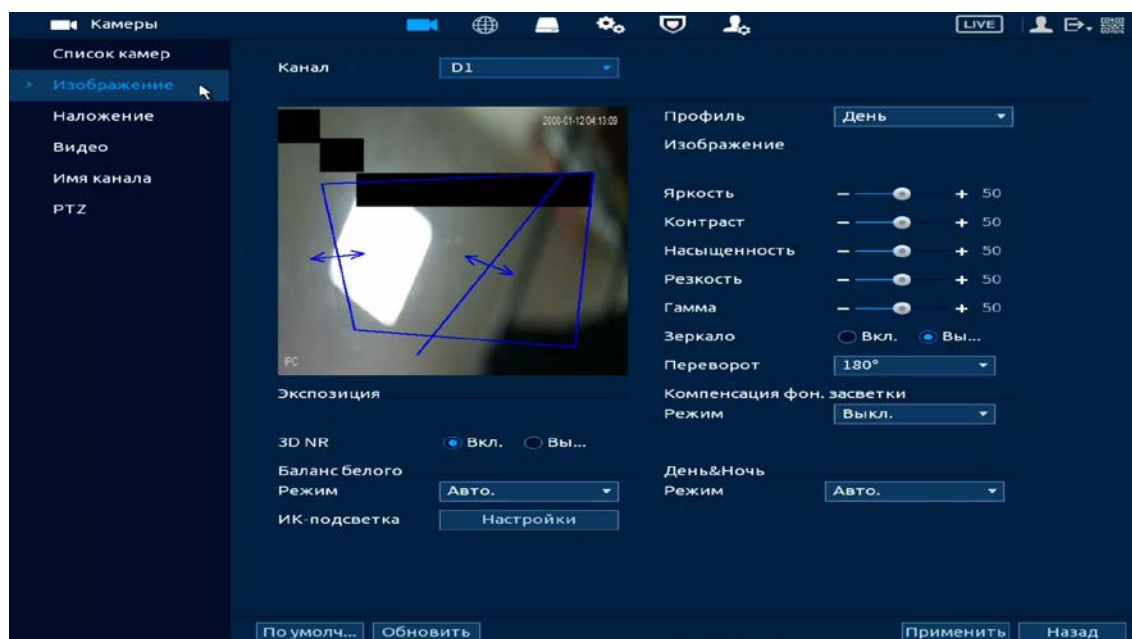 Камеры
LIVE
Список камер
Изображение
Наложение
Видео
Имя канала
PTZ
Канал D1
2008-01-12 04:13:09
IPC
Профиль День
Изображение
Яркость 50
Контраст 50
Насыщенность 50
Резкость 50
Гамма 50
Зеркало Вкл. Вы...
Переворот 180°
Компенсация фон. засветки
Режим Выкл.
Экспозиция
3D NR Вкл. Вы...
Баланс белого
Режим Авто.
ИК-подсветка Настройки
День&Ночь
Режим Авто.
По умолч... Обновить Применить Назад